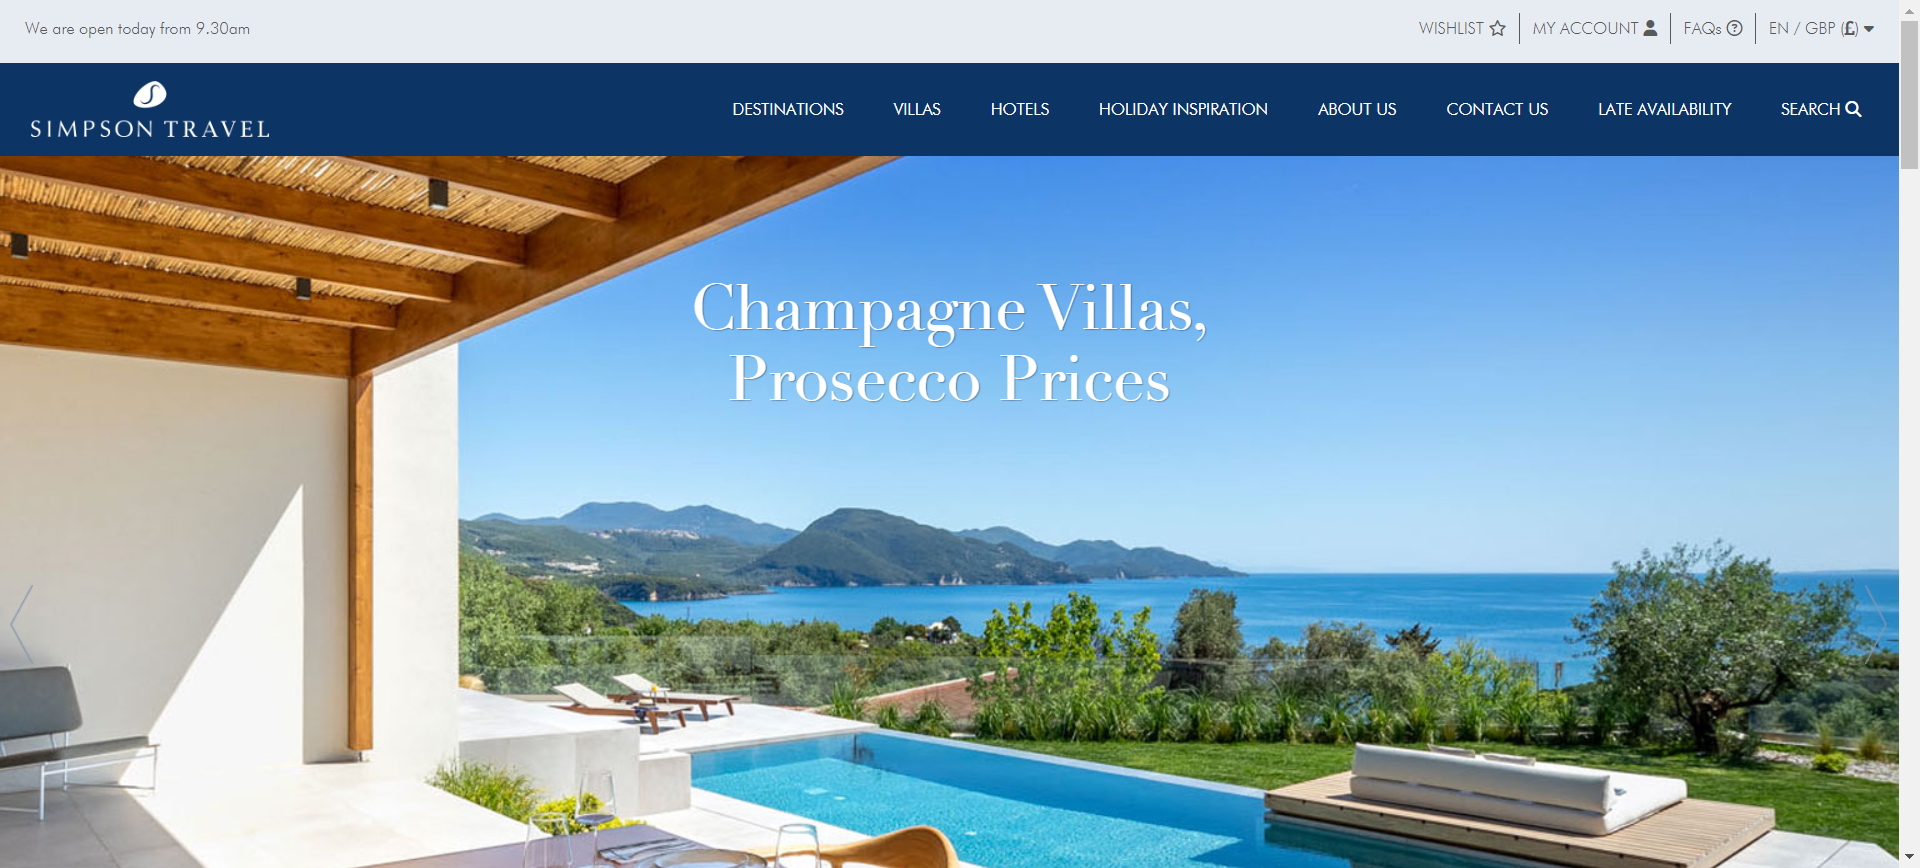 We are open today from 9.30am
WISHLIST
MY ACCOUNT
FAQs
EN / GBP (£)
SIMPSON TRAVEL
DESTINATIONS
VILLAS
HOTELS
HOLIDAY INSPIRATION
ABOUT US
CONTACT US
LATE AVAILABILITY
SEARCH
Champagne Villas,
Prosecco Prices